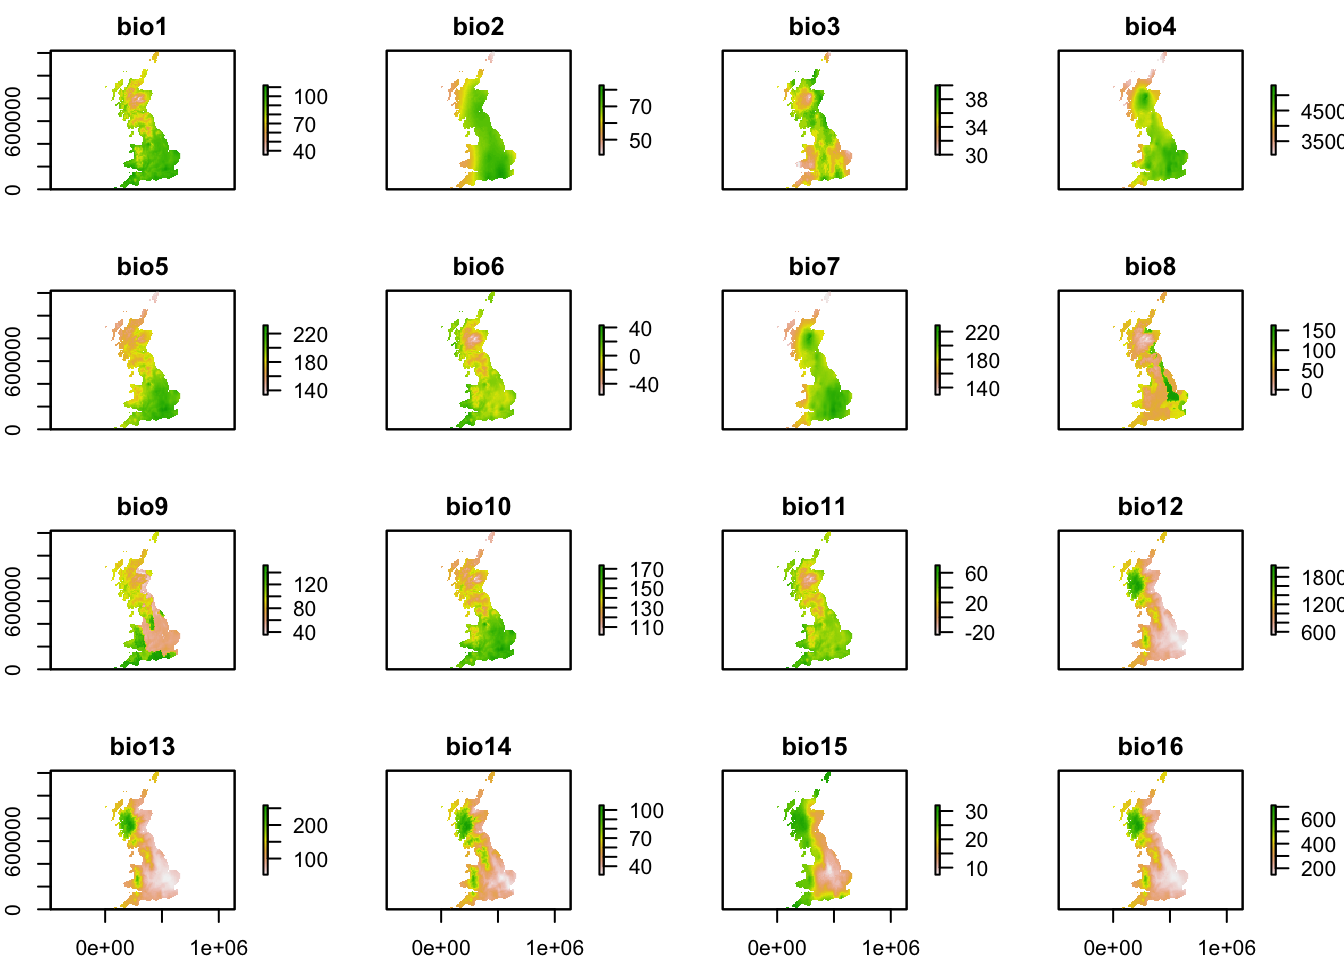 bio1 bio2 bio3 bio4
600000 0 100 70 40 70 50 38 34 30 4500 3500
bio5 bio6 bio7 bio8
600000 0 220 180 140 40 0 -40 220 180 140 150 100 50 0
bio9 bio10 bio11 bio12
600000 0 120 80 40 170 150 130 110 60 20 -20 1800 1200 600
bio13 bio14 bio15 bio16
600000 0 200 100 100 70 40 30 20 10 600 400 200
0e+00 1e+06 0e+00 1e+06 0e+00 1e+06 0e+00 1e+06